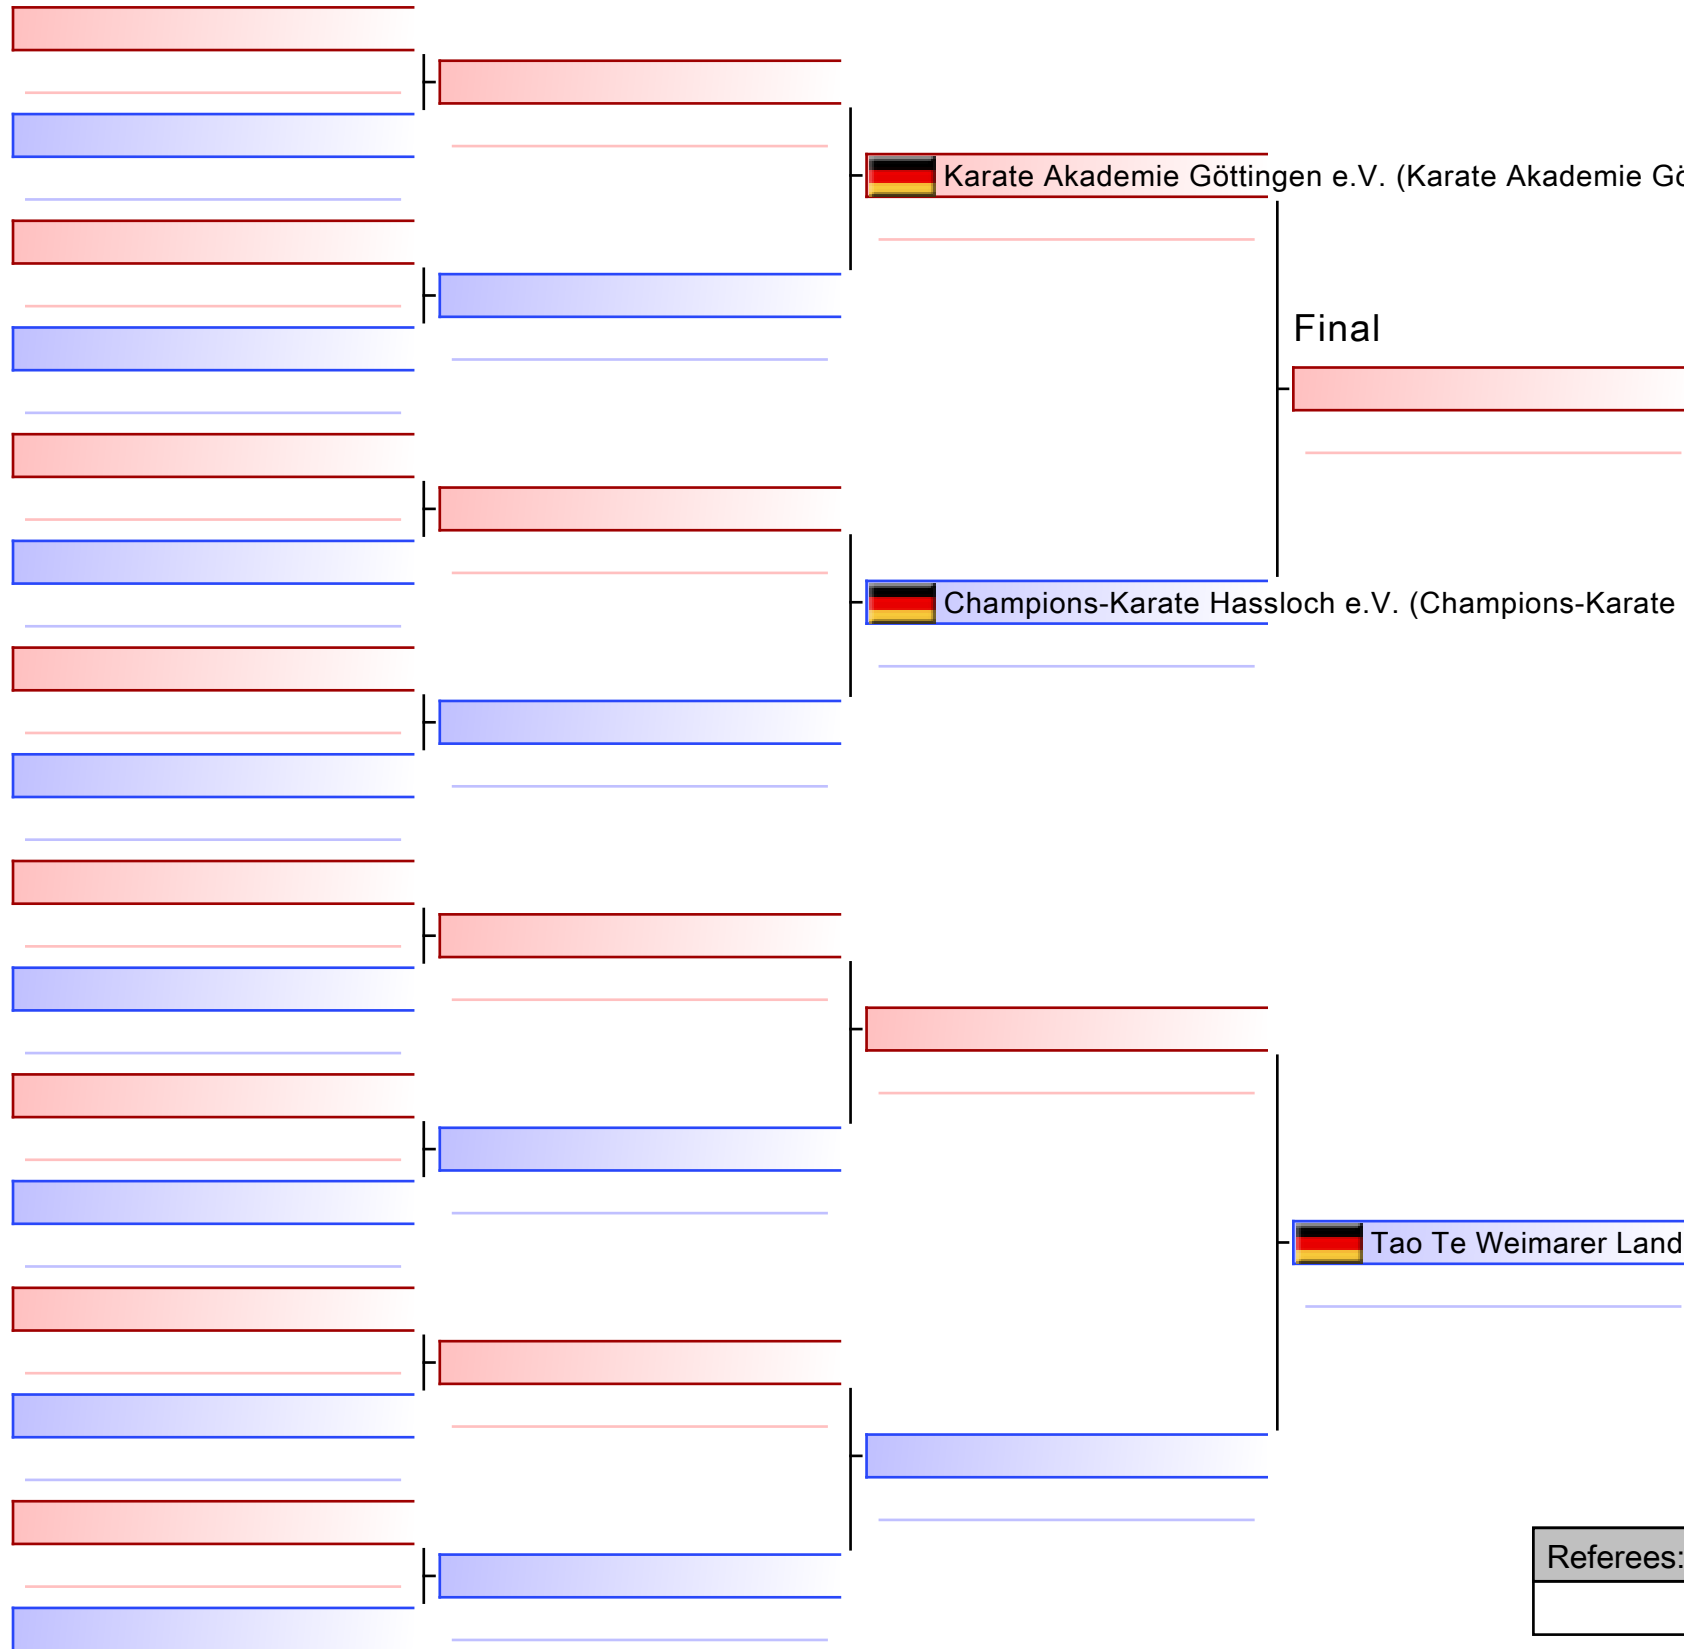 Karate Akademie Göttingen e.V. (Karate Akademie Gö
Final
Champions-Karate Hassloch e.V. (Champions-Karate
Tao Te Weimarer Land
Referees: